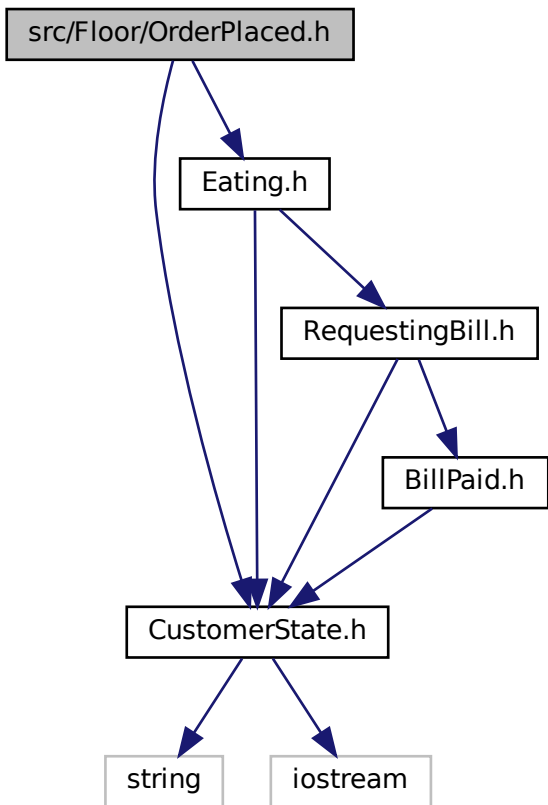 src/Floor/OrderPlaced.h
Eating.h
RequestingBill.h
BillPaid.h
CustomerState.h
string
iostream